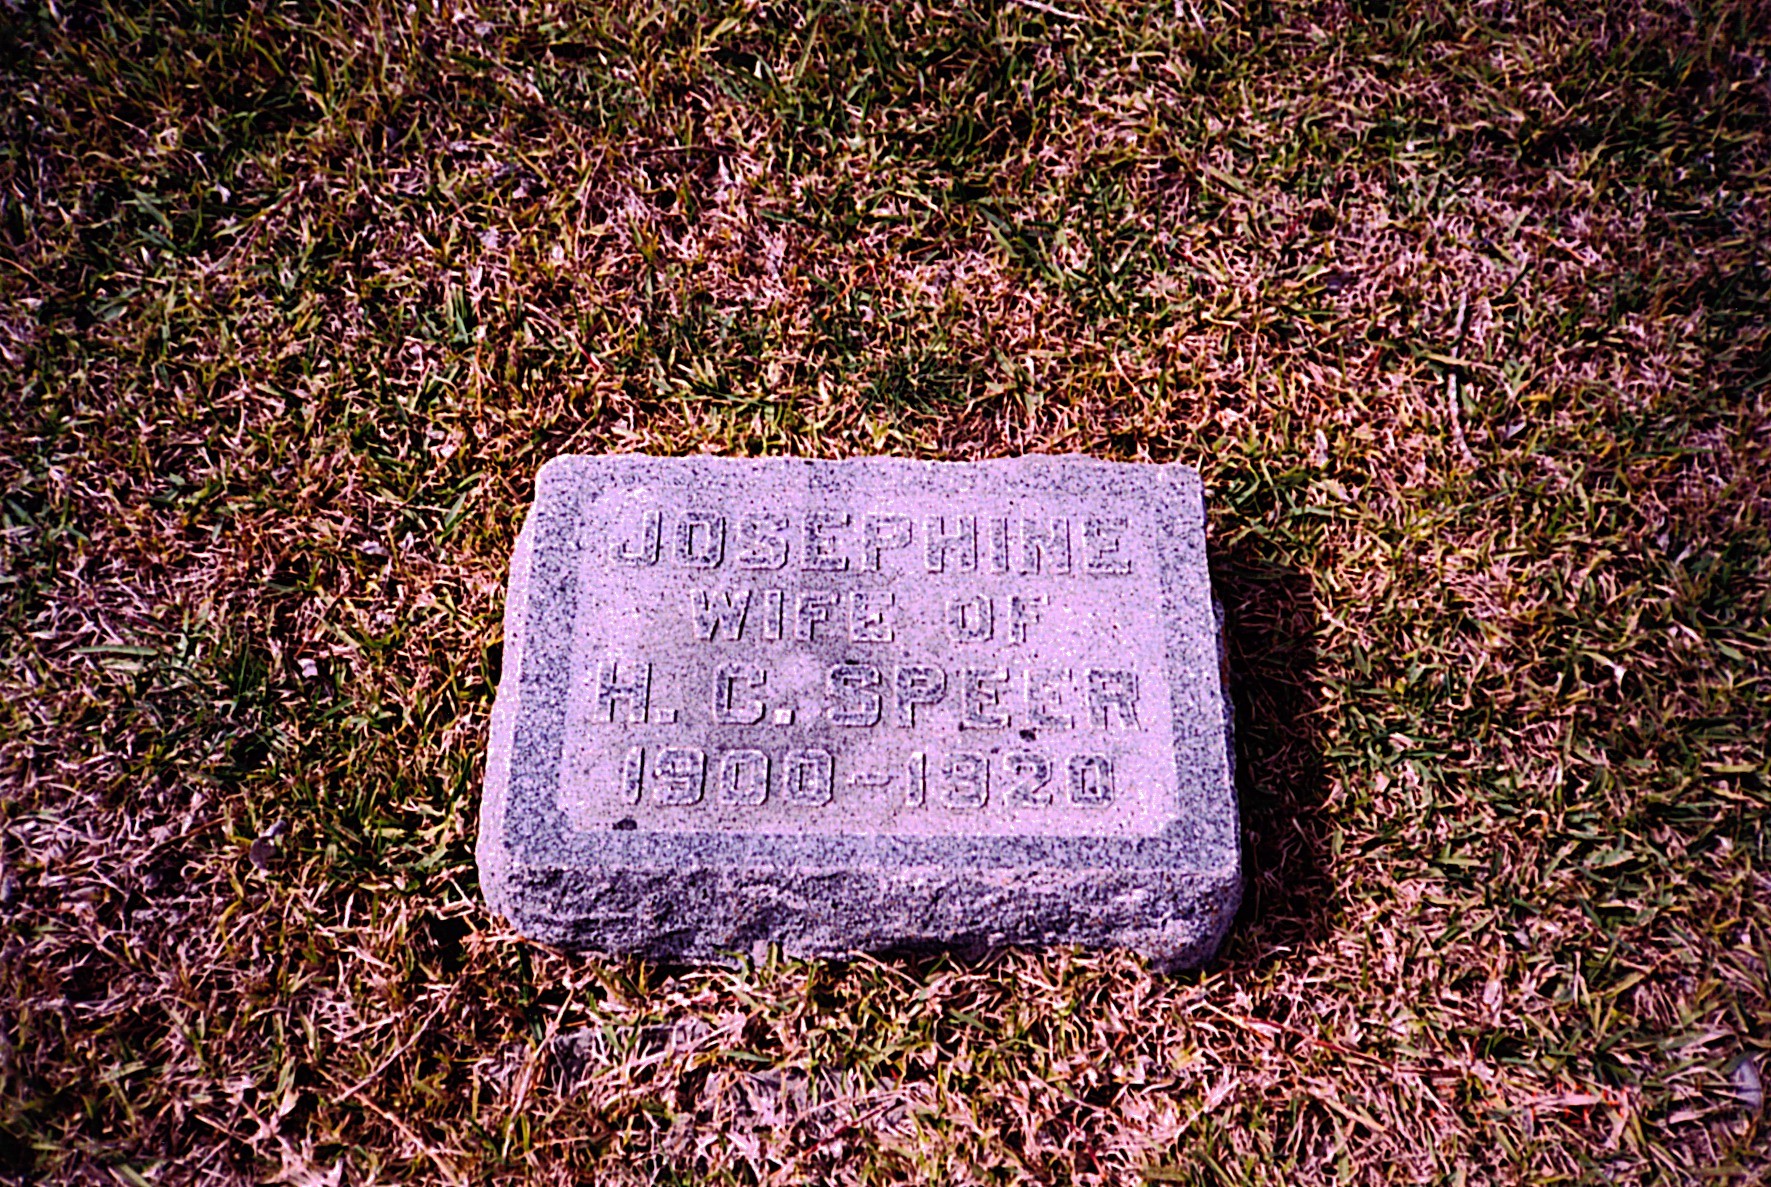 JOSEPHINE
WIFE OF
H. C. SPEER
1900-1920